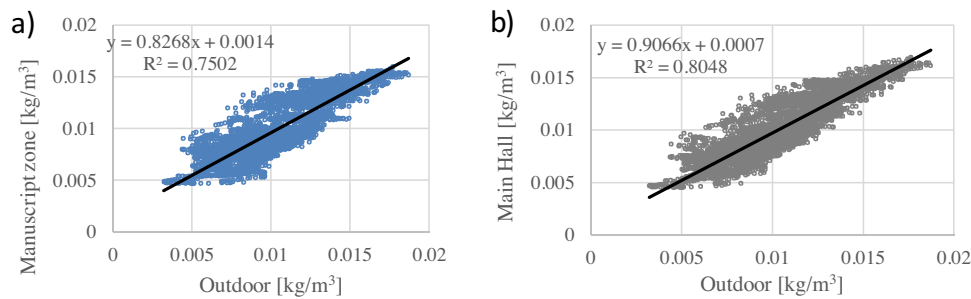 a)
y = 0.8268x + 0.0014
R² = 0.7502
Manuscript zone [kg/m³]
0.02
0.015
0.01
0.005
0
0 0.005 0.01 0.015 0.02
Outdoor [kg/m³]
b)
y = 0.9066x + 0.0007
R² = 0.8048
Main Hall [kg/m³]
0.02
0.015
0.01
0.005
0
0 0.005 0.01 0.015 0.02
Outdoor [kg/m³]